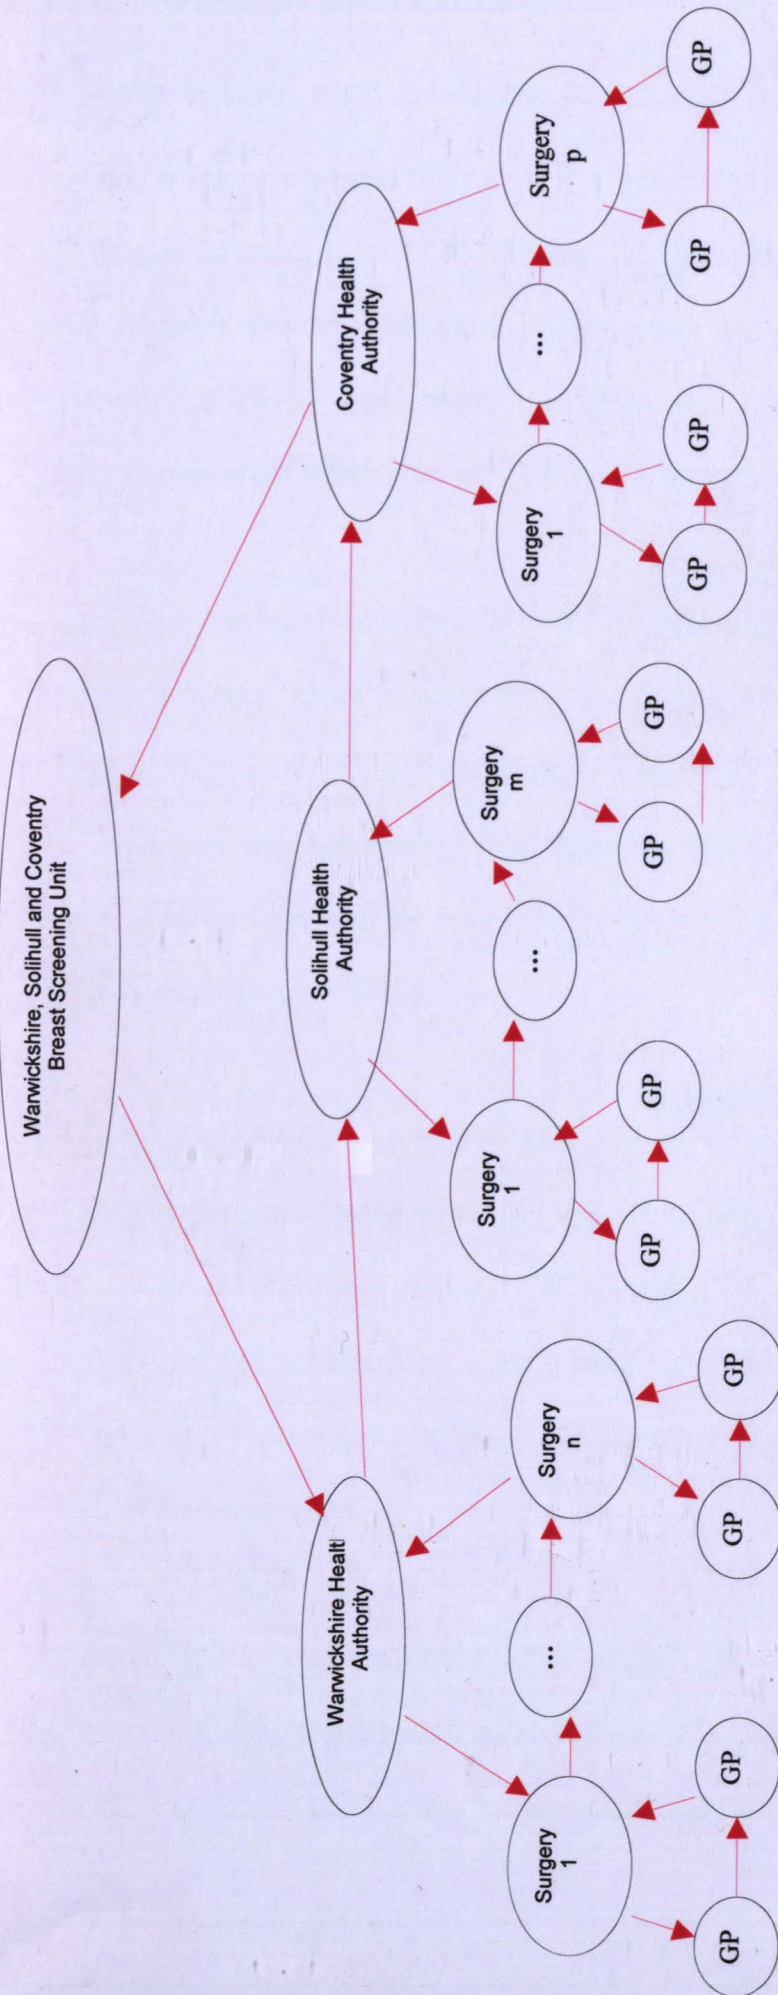 Warwickshire, Solihull and Coventry
Breast Screening Unit
Warwickshire Healt
Authority
Solihull Health
Authority
Coventry Health
Authority
Surgery
1
...
Surgery
n
Surgery
1
...
Surgery
m
Surgery
1
...
Surgery
p
GP
GP
GP
GP
GP
GP
GP
GP
GP
GP
GP
GP